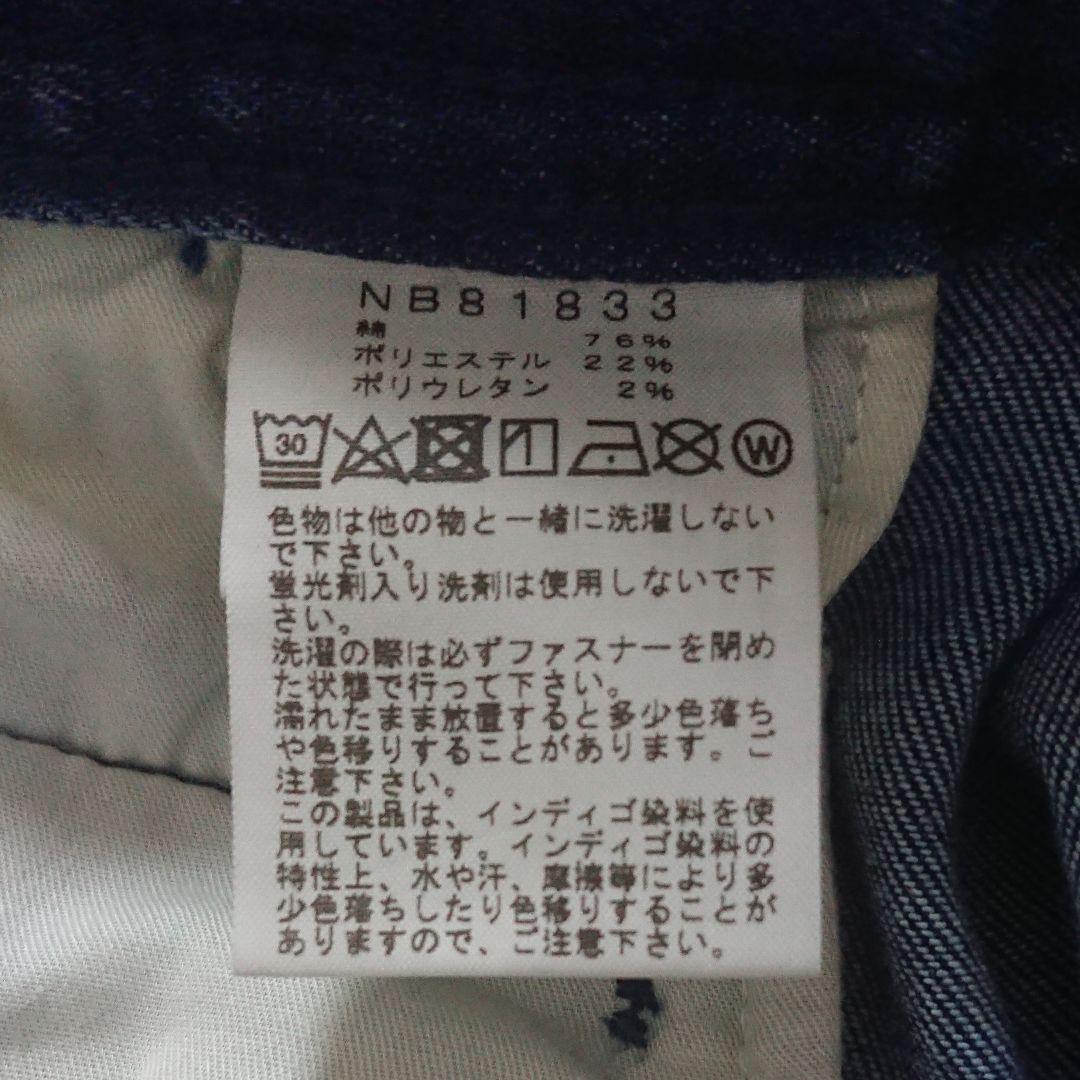 NB81833
綿 76%
ポリエステル 22%
ポリウレタン 2%
30 W
色物は他の物と一緒に洗濯しない
で下さい。
蛍光剤入り洗剤は使用しないで下
さい。
洗濯の際は必ずファスナーを閉め
た状態で行って下さい。
濡れたまま放置すると多少色落ち
や色移りすることがあります。ご
注意下さい。
この製品は、インディゴ染料を使
用しています。インディゴ染料の
特性上、水や汗、摩擦等により多
少色落ちしたり色移りすることが
ありますので、ご注意下さい。